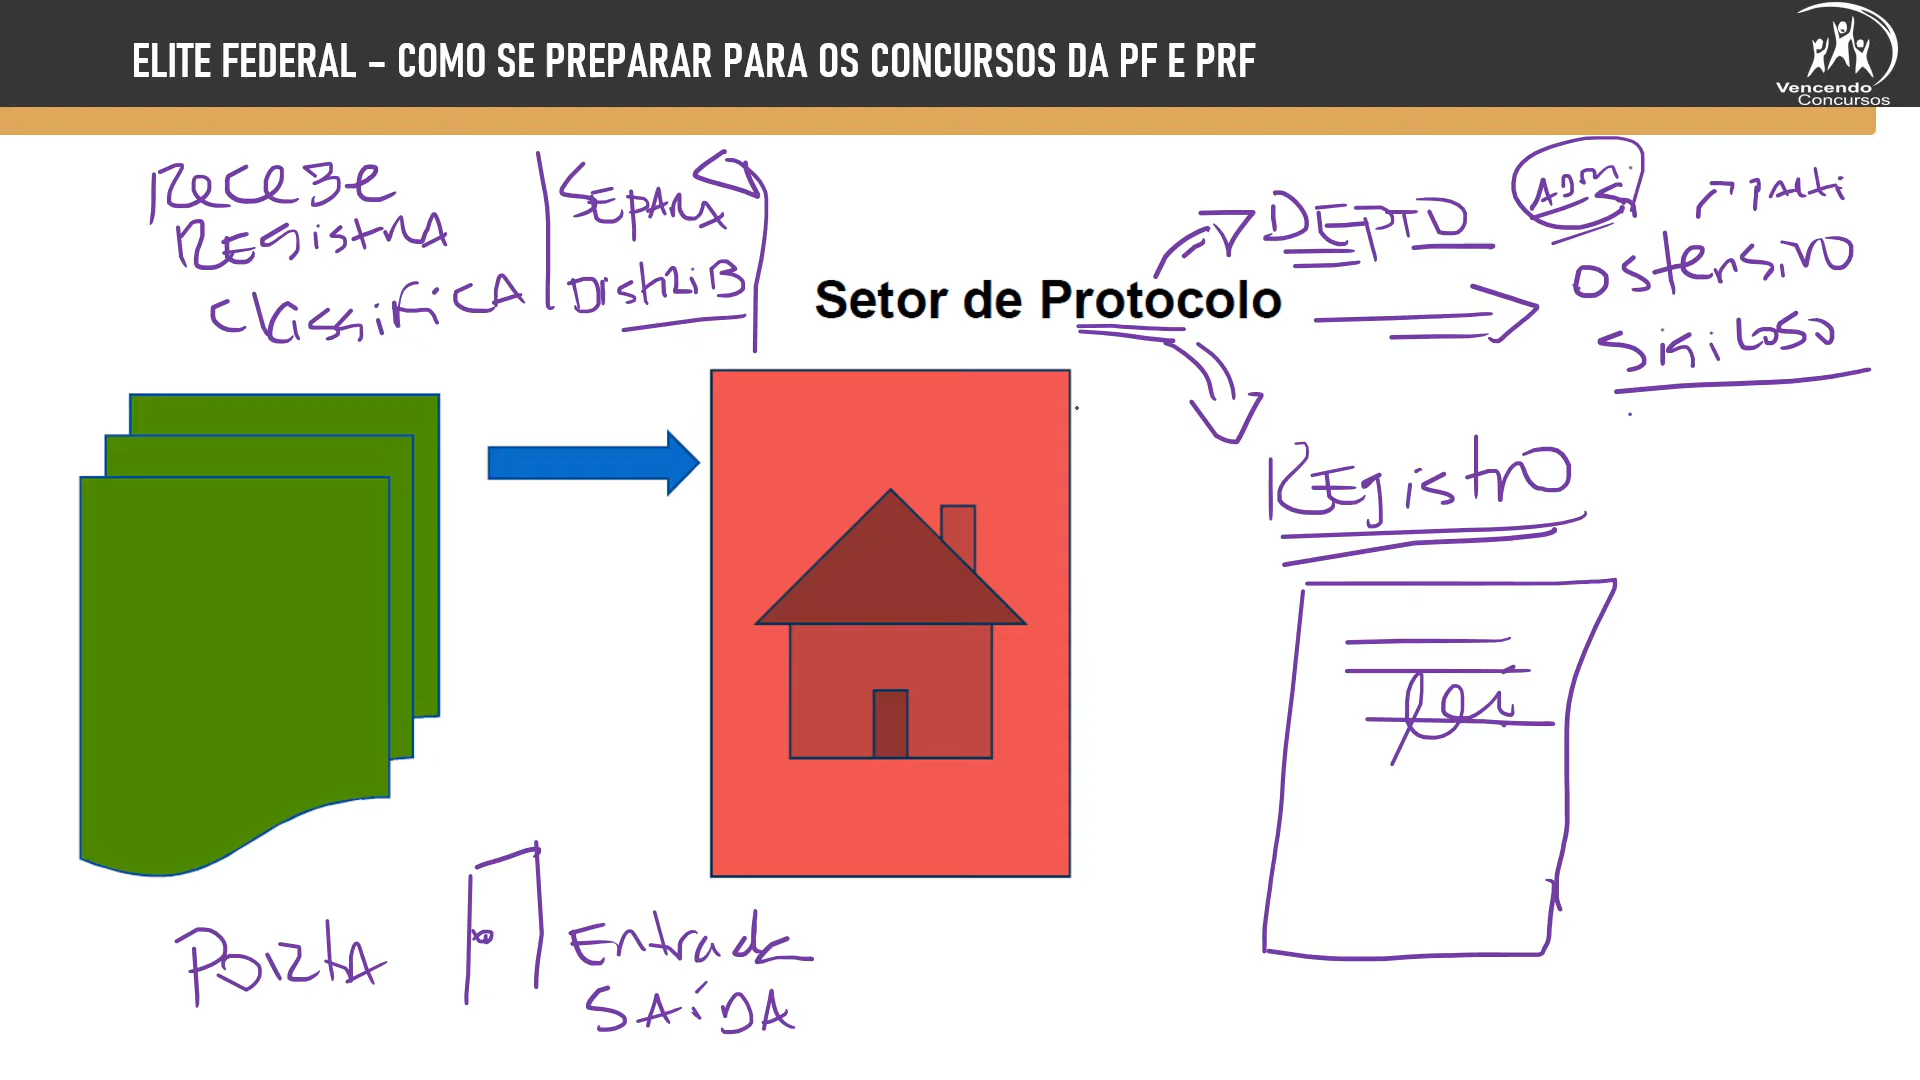 ELITE FEDERAL – COMO SE PREPARAR PARA OS CONCURSOS DA PF E PRF
Vencendo
Concursos
RECEBE
REGISTRA
CLASSIFICA
SEPARA
DISTRIB
Setor de Protocolo
DEPTO
ADM.
PARTI
OSTENSIVO
SIGILOSO
REGISTRO
PORTA
Entrada
SAÍDA